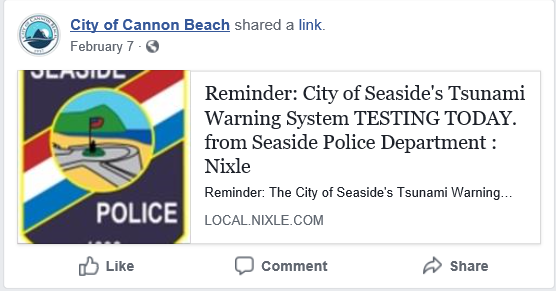 City of Cannon Beach shared a link.
February 7 ·
SEASIDE
POLICE
Reminder: City of Seaside's Tsunami
Warning System TESTING TODAY.
from Seaside Police Department :
Nixle
Reminder: The City of Seaside's Tsunami Warning...
LOCAL.NIXLE.COM
Like
Comment
Share